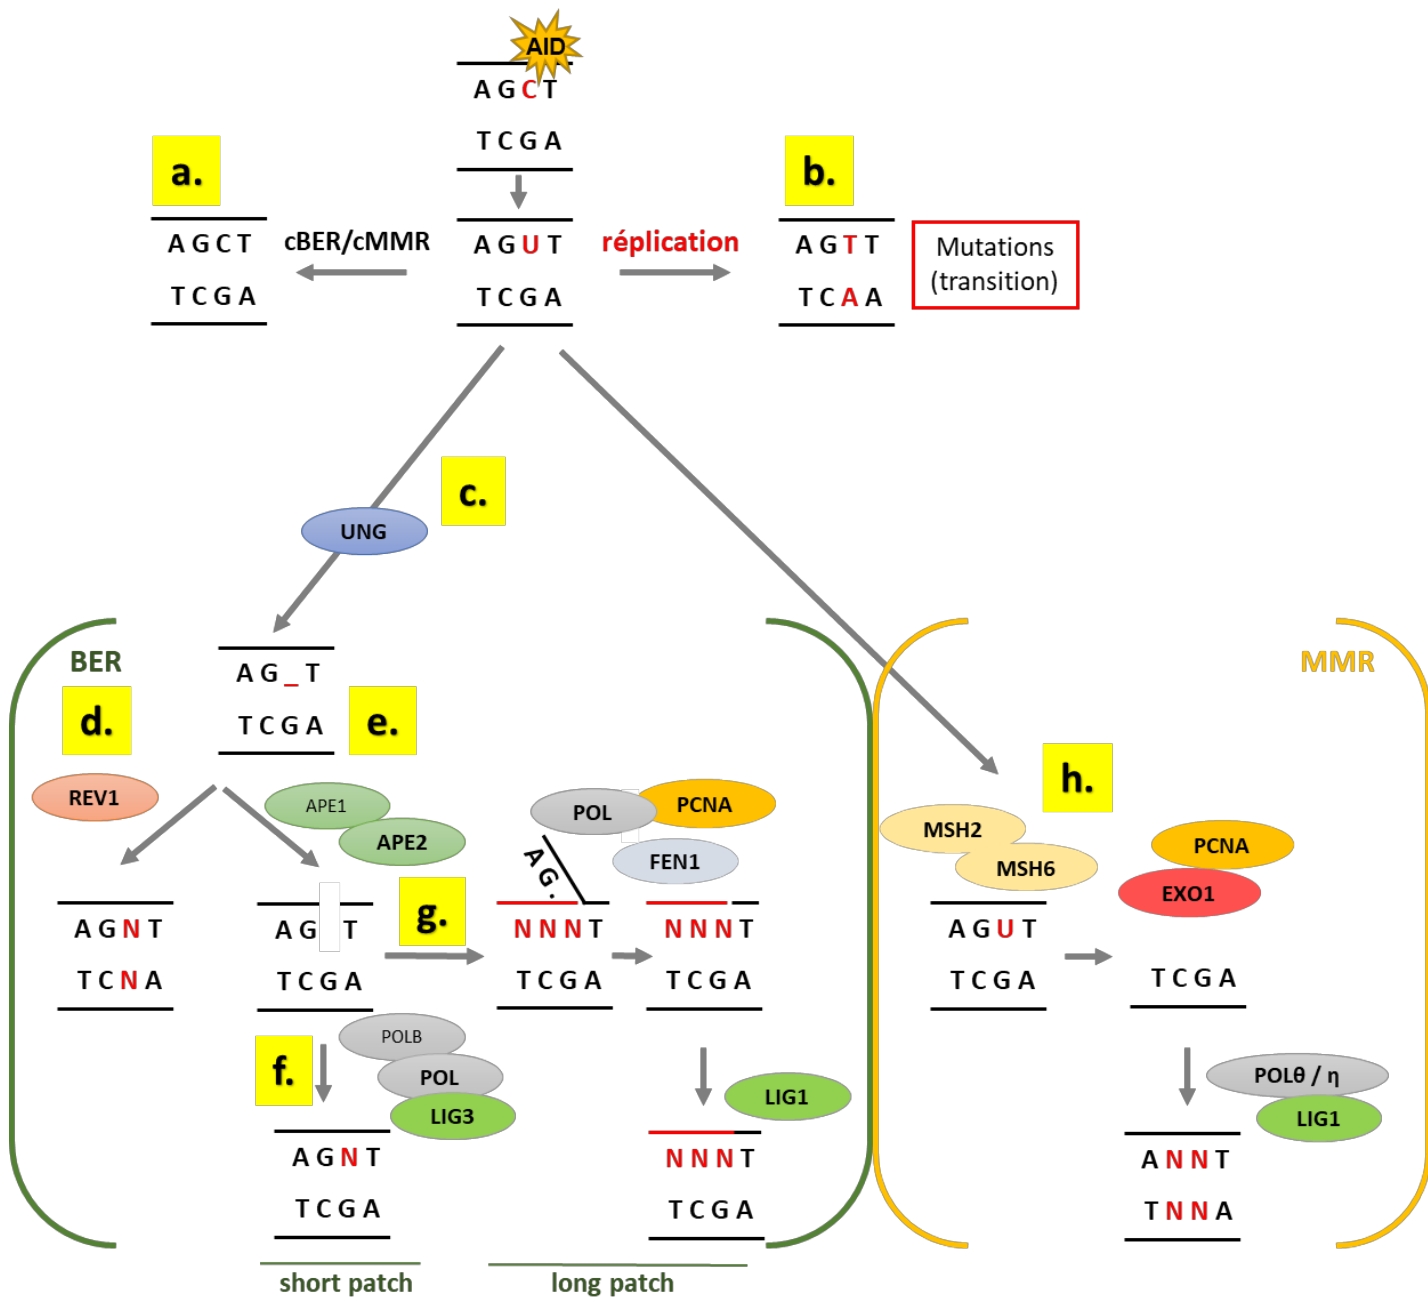 AID
A G C T
T C G A
a.
b.
A G C T
T C G A
cBER/cMMR
A G U T
T C G A
réplication
A G T T
T C A A
Mutations
(transition)
c.
UNG
BER
MMR
A G _ T
T C G A
d.
e.
h.
REV1
APE1
APE2
POL
PCNA
FEN1
MSH2
MSH6
PCNA
EXO1
A G .
g.
A G N T
T C N A
A G T
T C G A
N N N T
T C G A
N N N T
T C G A
A G U T
T C G A
T C G A
f.
POLB
POL
LIG3
LIG1
POLθ / η
LIG1
A G N T
T C G A
N N N T
T C G A
A N N T
T N N A
short patch
long patch